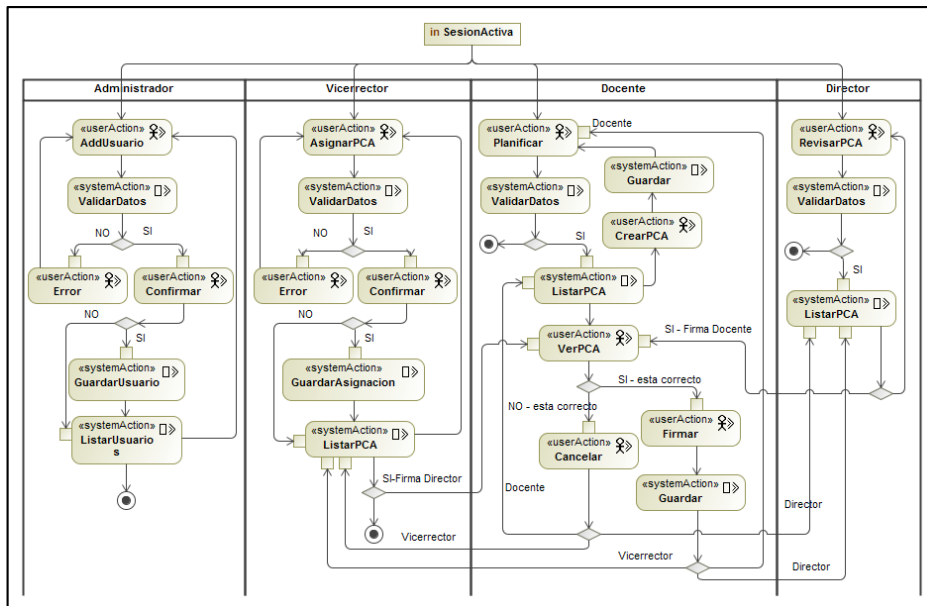 in SesionActiva
Administrador
Vicerrector
Docente
Director
«userAction»
AddUsuario
«systemAction»
ValidarDatos
NO
SI
«userAction»
Error
«userAction»
Confirmar
NO
SI
«systemAction»
GuardarUsuario
«systemAction»
ListarUsuario
s
«userAction»
AsignarPCA
«systemAction»
ValidarDatos
NO
SI
«userAction»
Error
«userAction»
Confirmar
NO
SI
«systemAction»
GuardarAsignacion
«systemAction»
ListarPCA
SI-Firma Director
Vicerrector
«userAction»
Planificar
Docente
«systemAction»
Guardar
«systemAction»
ValidarDatos
«userAction»
CrearPCA
SI
«systemAction»
ListarPCA
«userAction»
VerPCA
SI - Firma Docente
SI - esta correcto
NO - esta correcto
«userAction»
Firmar
«userAction»
Cancelar
«systemAction»
Guardar
Docente
Vicerrector
«userAction»
RevisarPCA
«systemAction»
ValidarDatos
SI
«systemAction»
ListarPCA
Director
Director